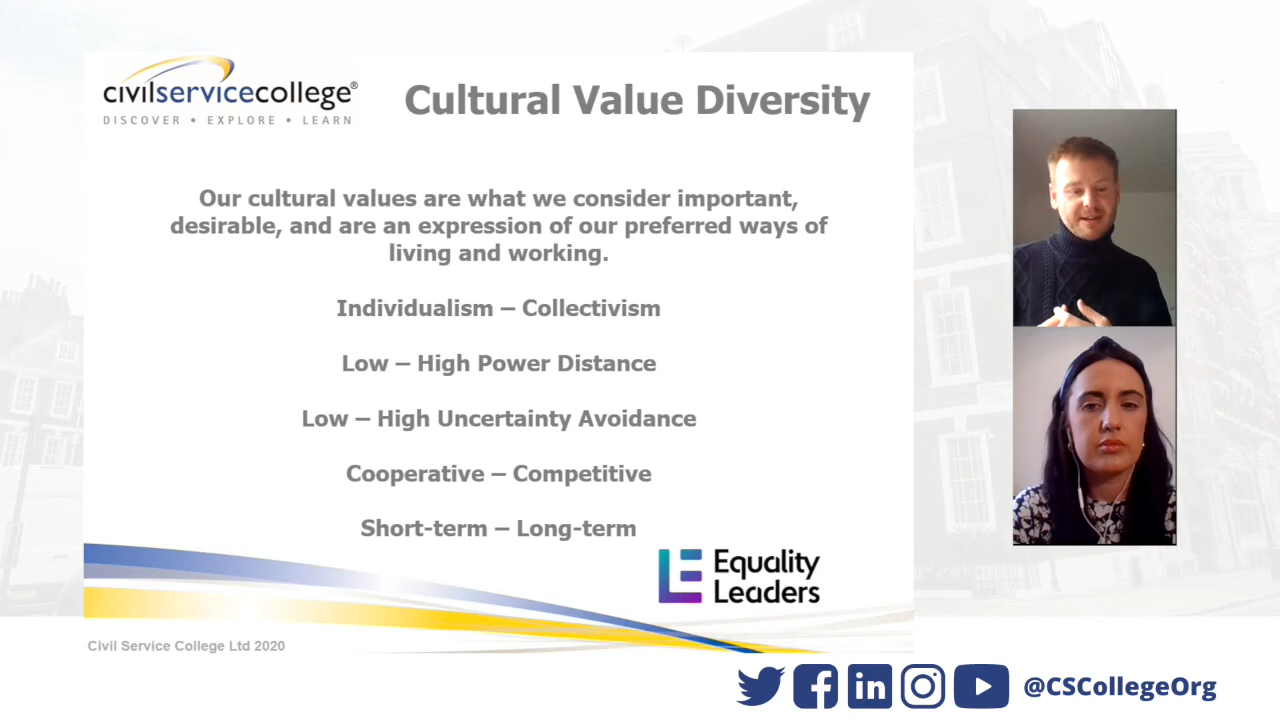 civilservicecollege®
DISCOVER • EXPLORE • LEARN
Cultural Value Diversity
Our cultural values are what we consider important,
desirable, and are an expression of our preferred ways of
living and working.
Individualism – Collectivism
Low – High Power Distance
Low – High Uncertainty Avoidance
Cooperative – Competitive
Short-term – Long-term
Equality
Leaders
Civil Service College Ltd 2020
@CSCollegeOrg